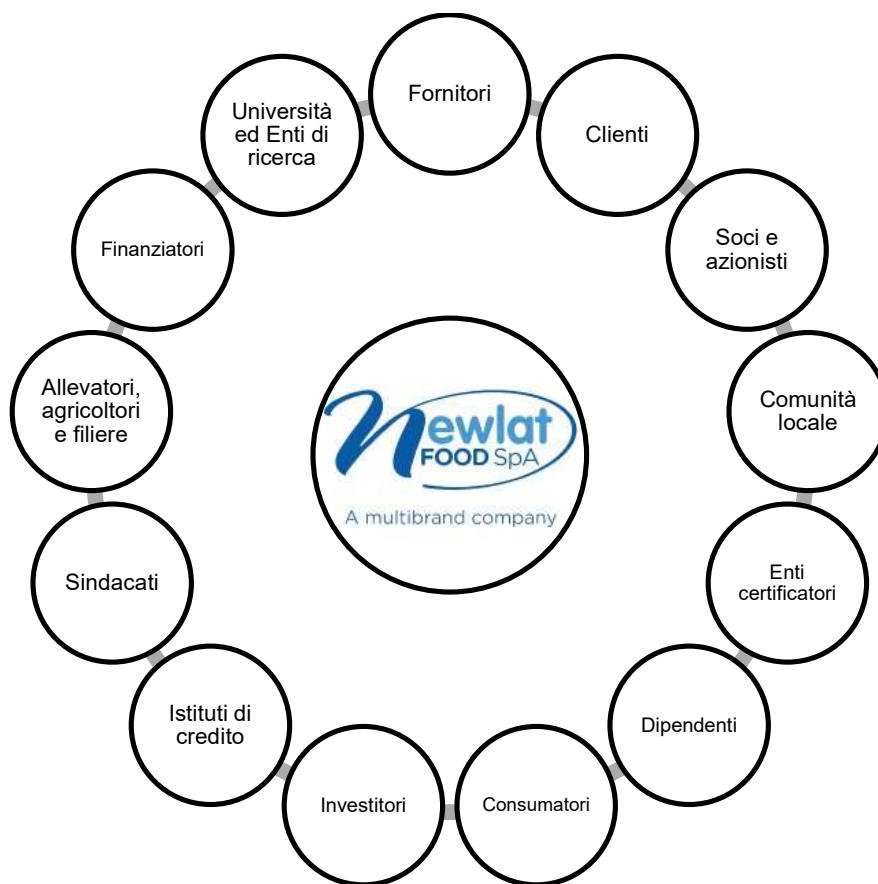 Fornitori
Clienti
Soci e
azionisti
Comunità
locale
Enti
certificatori
Dipendenti
Consumatori
Investitori
Istituti di
credito
Sindacati
Allevatori,
agricoltori
e filiere
Finanziatori
Università
ed Enti di
ricerca
Newlat
FOOD SpA
A multibrand company